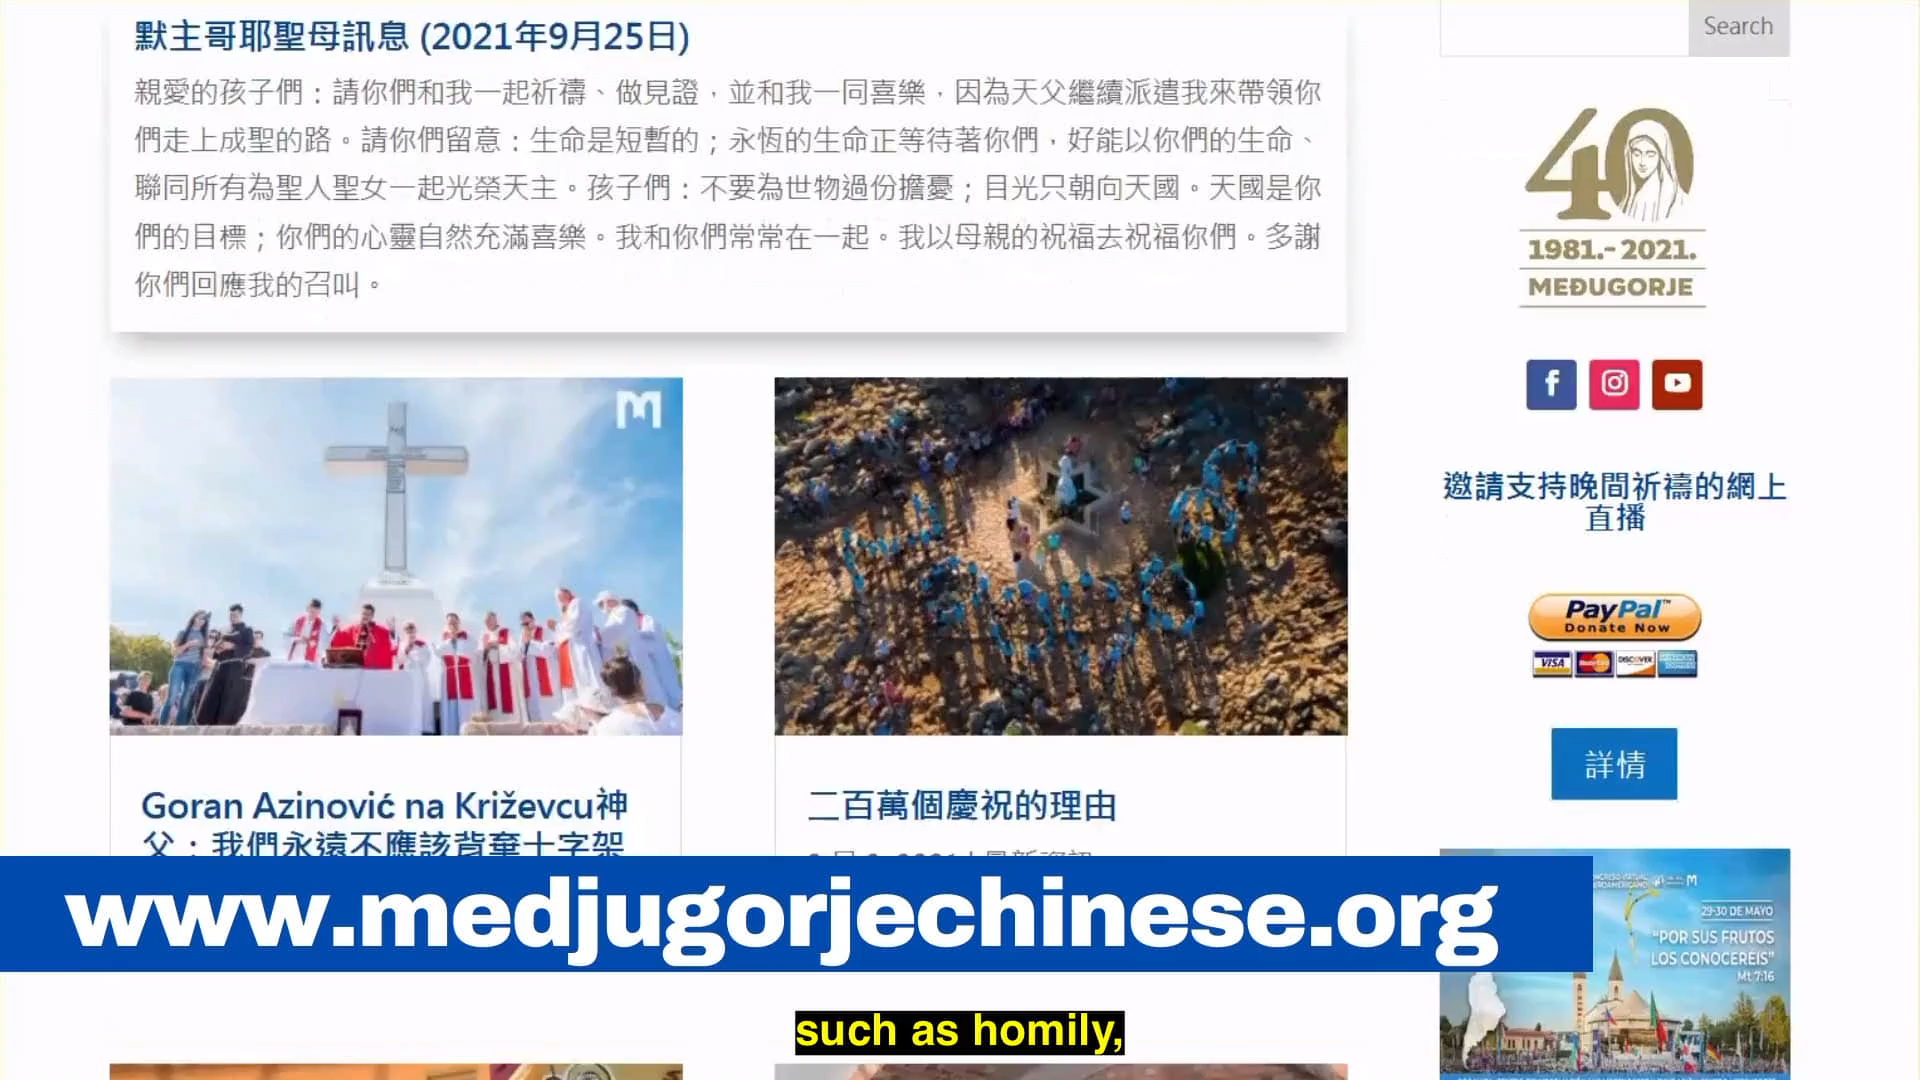 默主哥耶聖母訊息 (2021年9月25日)
親愛的孩子們：請你們和我一起祈禱、做見證，並和我一同喜樂，因為天父繼續派遣我來帶領你
們走上成聖的路。請你們留意：生命是短暫的；永恆的生命正等待著你們，好能以你們的生命、
聯同所有為聖人聖女一起光榮天主。孩子們：不要為世物過份擔憂；目光只朝向天國。天國是你
們的目標；你們的心靈自然充滿喜樂。我和你們常常在一起。我以母親的祝福去祝福你們。多謝
你們回應我的召叫。
Search
40
1981.-2021.
MEĐUGORJE
邀請支持晚間祈禱的網上
直播
PayPal™
Donate Now
VISA
MasterCard
DISCOVER
詳情
Goran Azinović na Križevcu神
父：我們永遠不應該背棄十字架
二百萬個慶祝的理由
29-30 DE MAYO
"POR SUS FRUTOS
LOS CONOCERÉIS"
Mt 7:16
www.medjugorjechinese.org
such as homily,